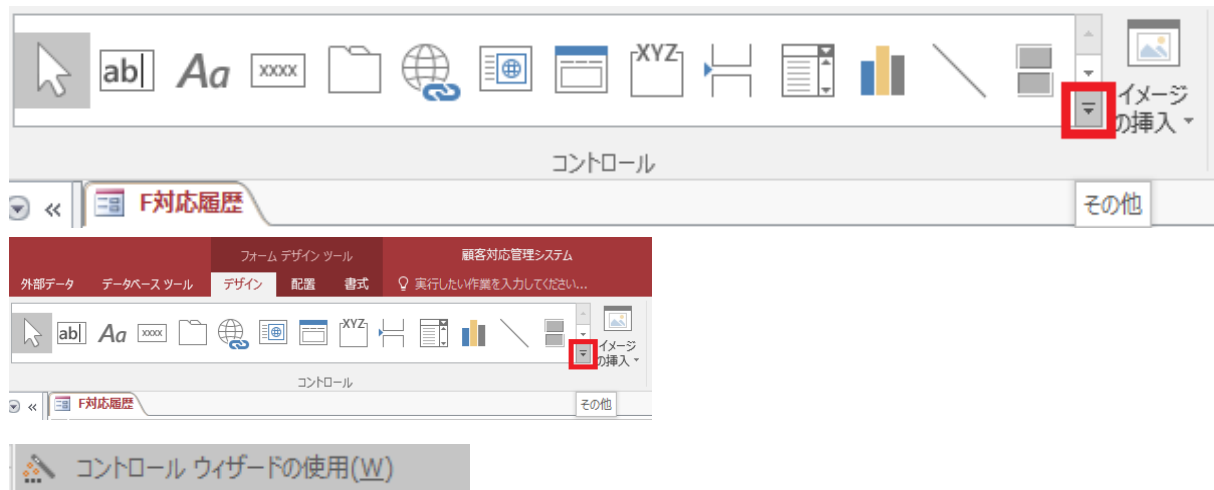 ab
Aa
xxxx
XYZ
イメージ
の挿入
コントロール
F対応履歴
その他
フォーム デザイン ツール
顧客対応管理システム
外部データ
データベース ツール
デザイン
配置
書式
実行したい作業を入力してください...
ab
Aa
xxxx
XYZ
イメージ
の挿入
コントロール
F対応履歴
その他
コントロール ウィザードの使用(W)